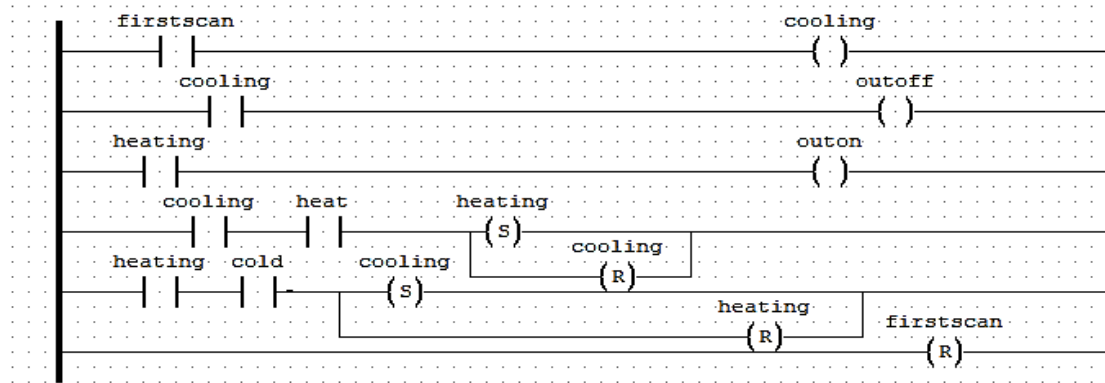 firstscan cooling
cooling outoff
heating outon
cooling heat heating
S
cooling
R
heating cold cooling
S
heating
R
firstscan
R